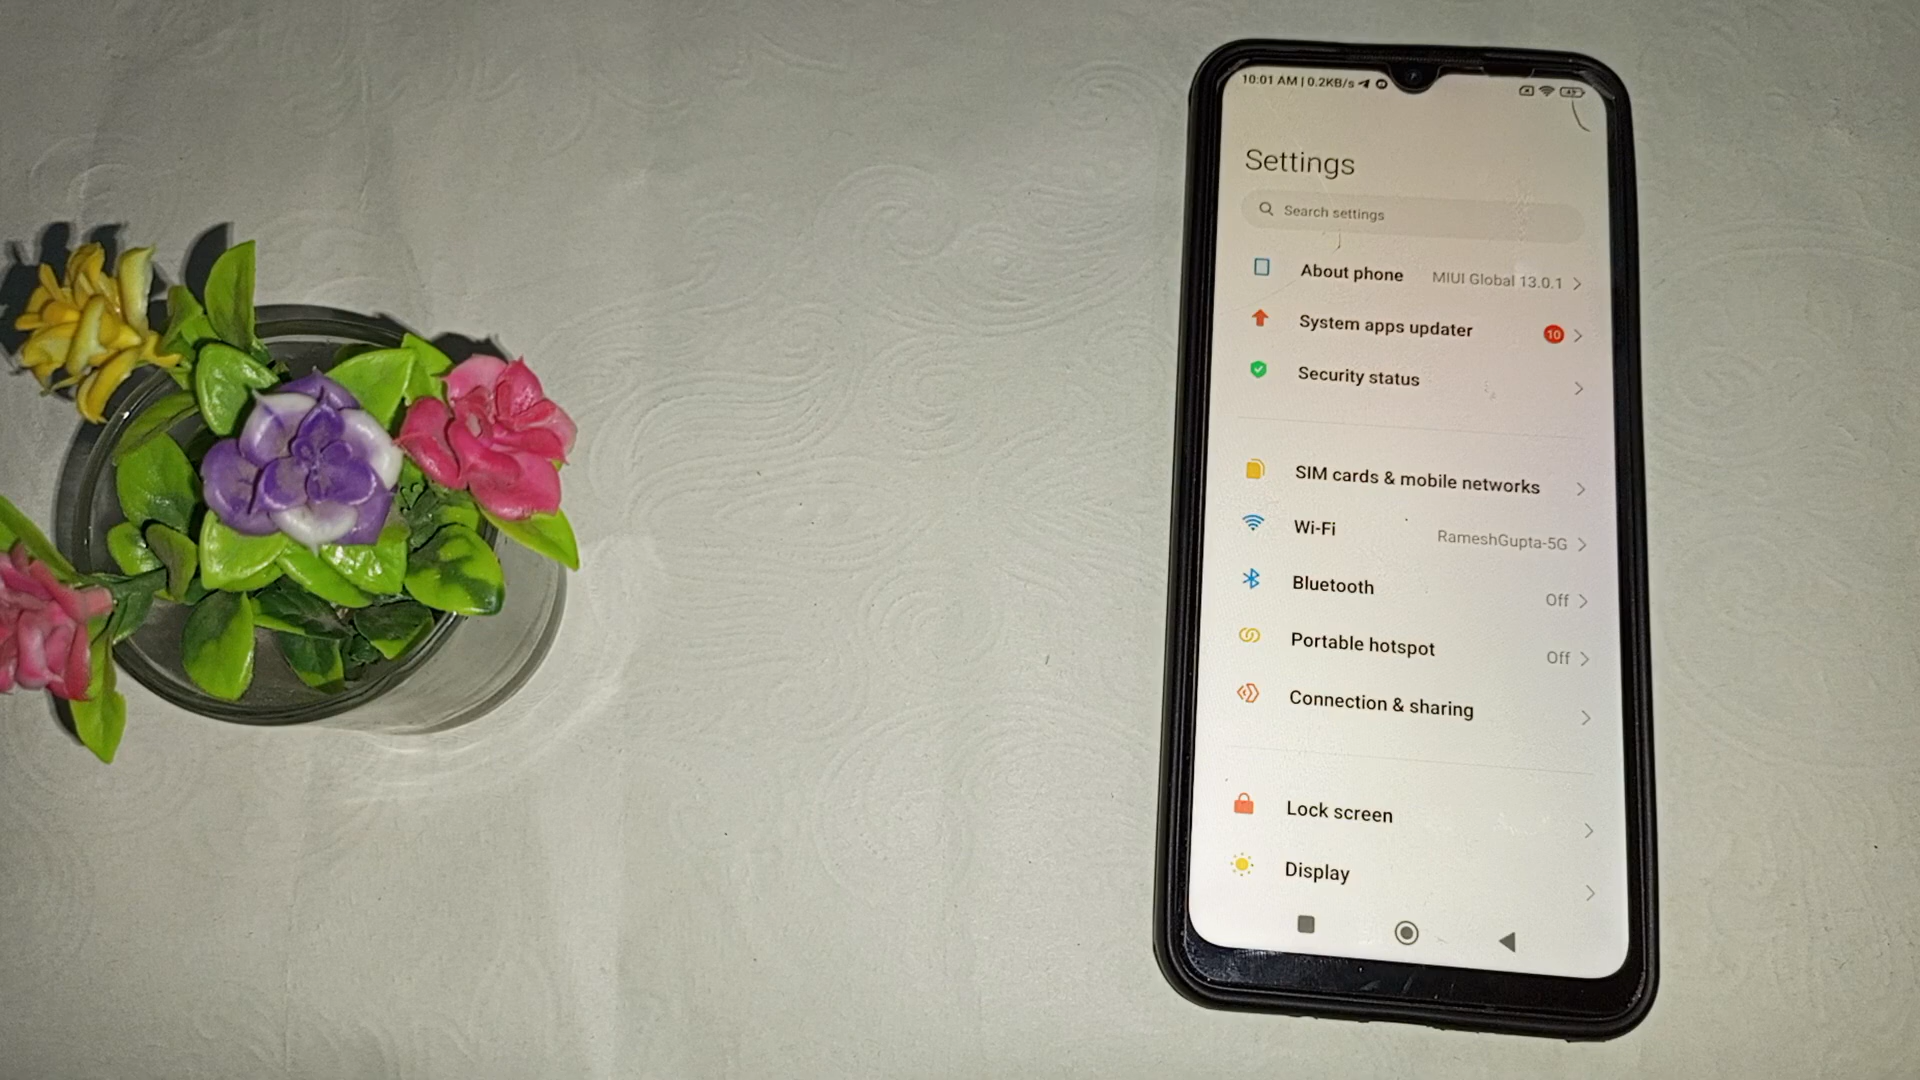 10:01 AM | 0.2KB/s
Settings
Search settings
About phone MIUI Global 13.0.1
System apps updater 10
Security status
SIM cards & mobile networks
Wi-Fi RameshGupta-5G
Bluetooth Off
Portable hotspot Off
Connection & sharing
Lock screen
Display